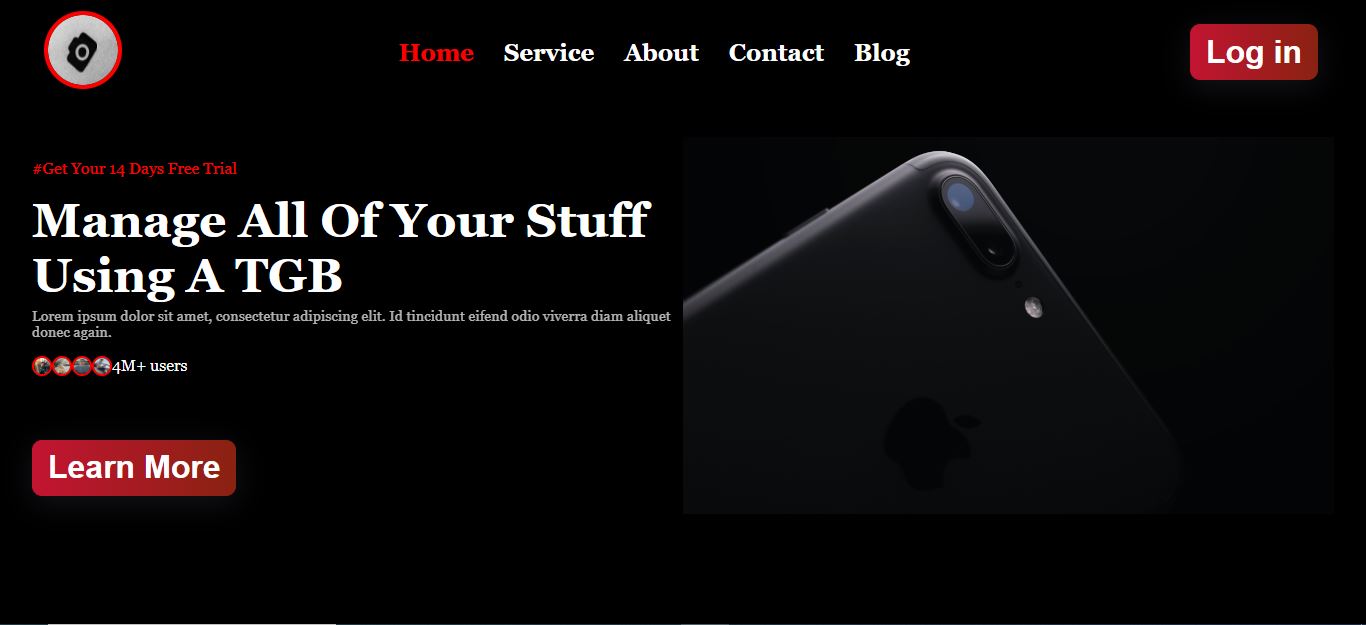 Home Service About Contact Blog Log in
#Get Your 14 Days Free Trial
Manage All Of Your Stuff
Using A TGB
Lorem ipsum dolor sit amet, consectetur adipiscing elit. Id tincidunt eifend odio viverra diam aliquet
donec again.
4M+ users
Learn More